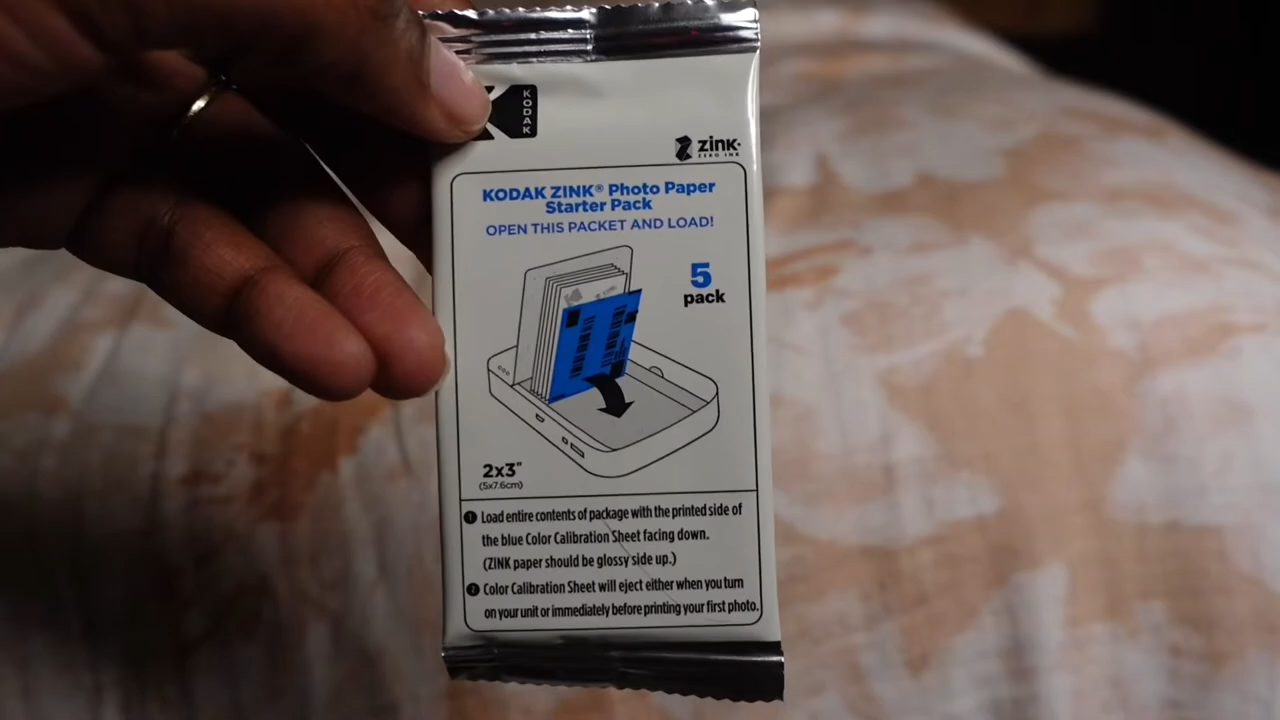 KODAK
zink
ZERO INK
KODAK ZINK® Photo Paper
Starter Pack
OPEN THIS PACKET AND LOAD!
5
pack
2x3"
(5x7.6cm)
1 Load entire contents of package with the printed side of
the blue Color Calibration Sheet facing down.
(ZINK paper should be glossy side up.)
2 Color Calibration Sheet will eject either when you turn
on your unit or immediately before printing your first photo.